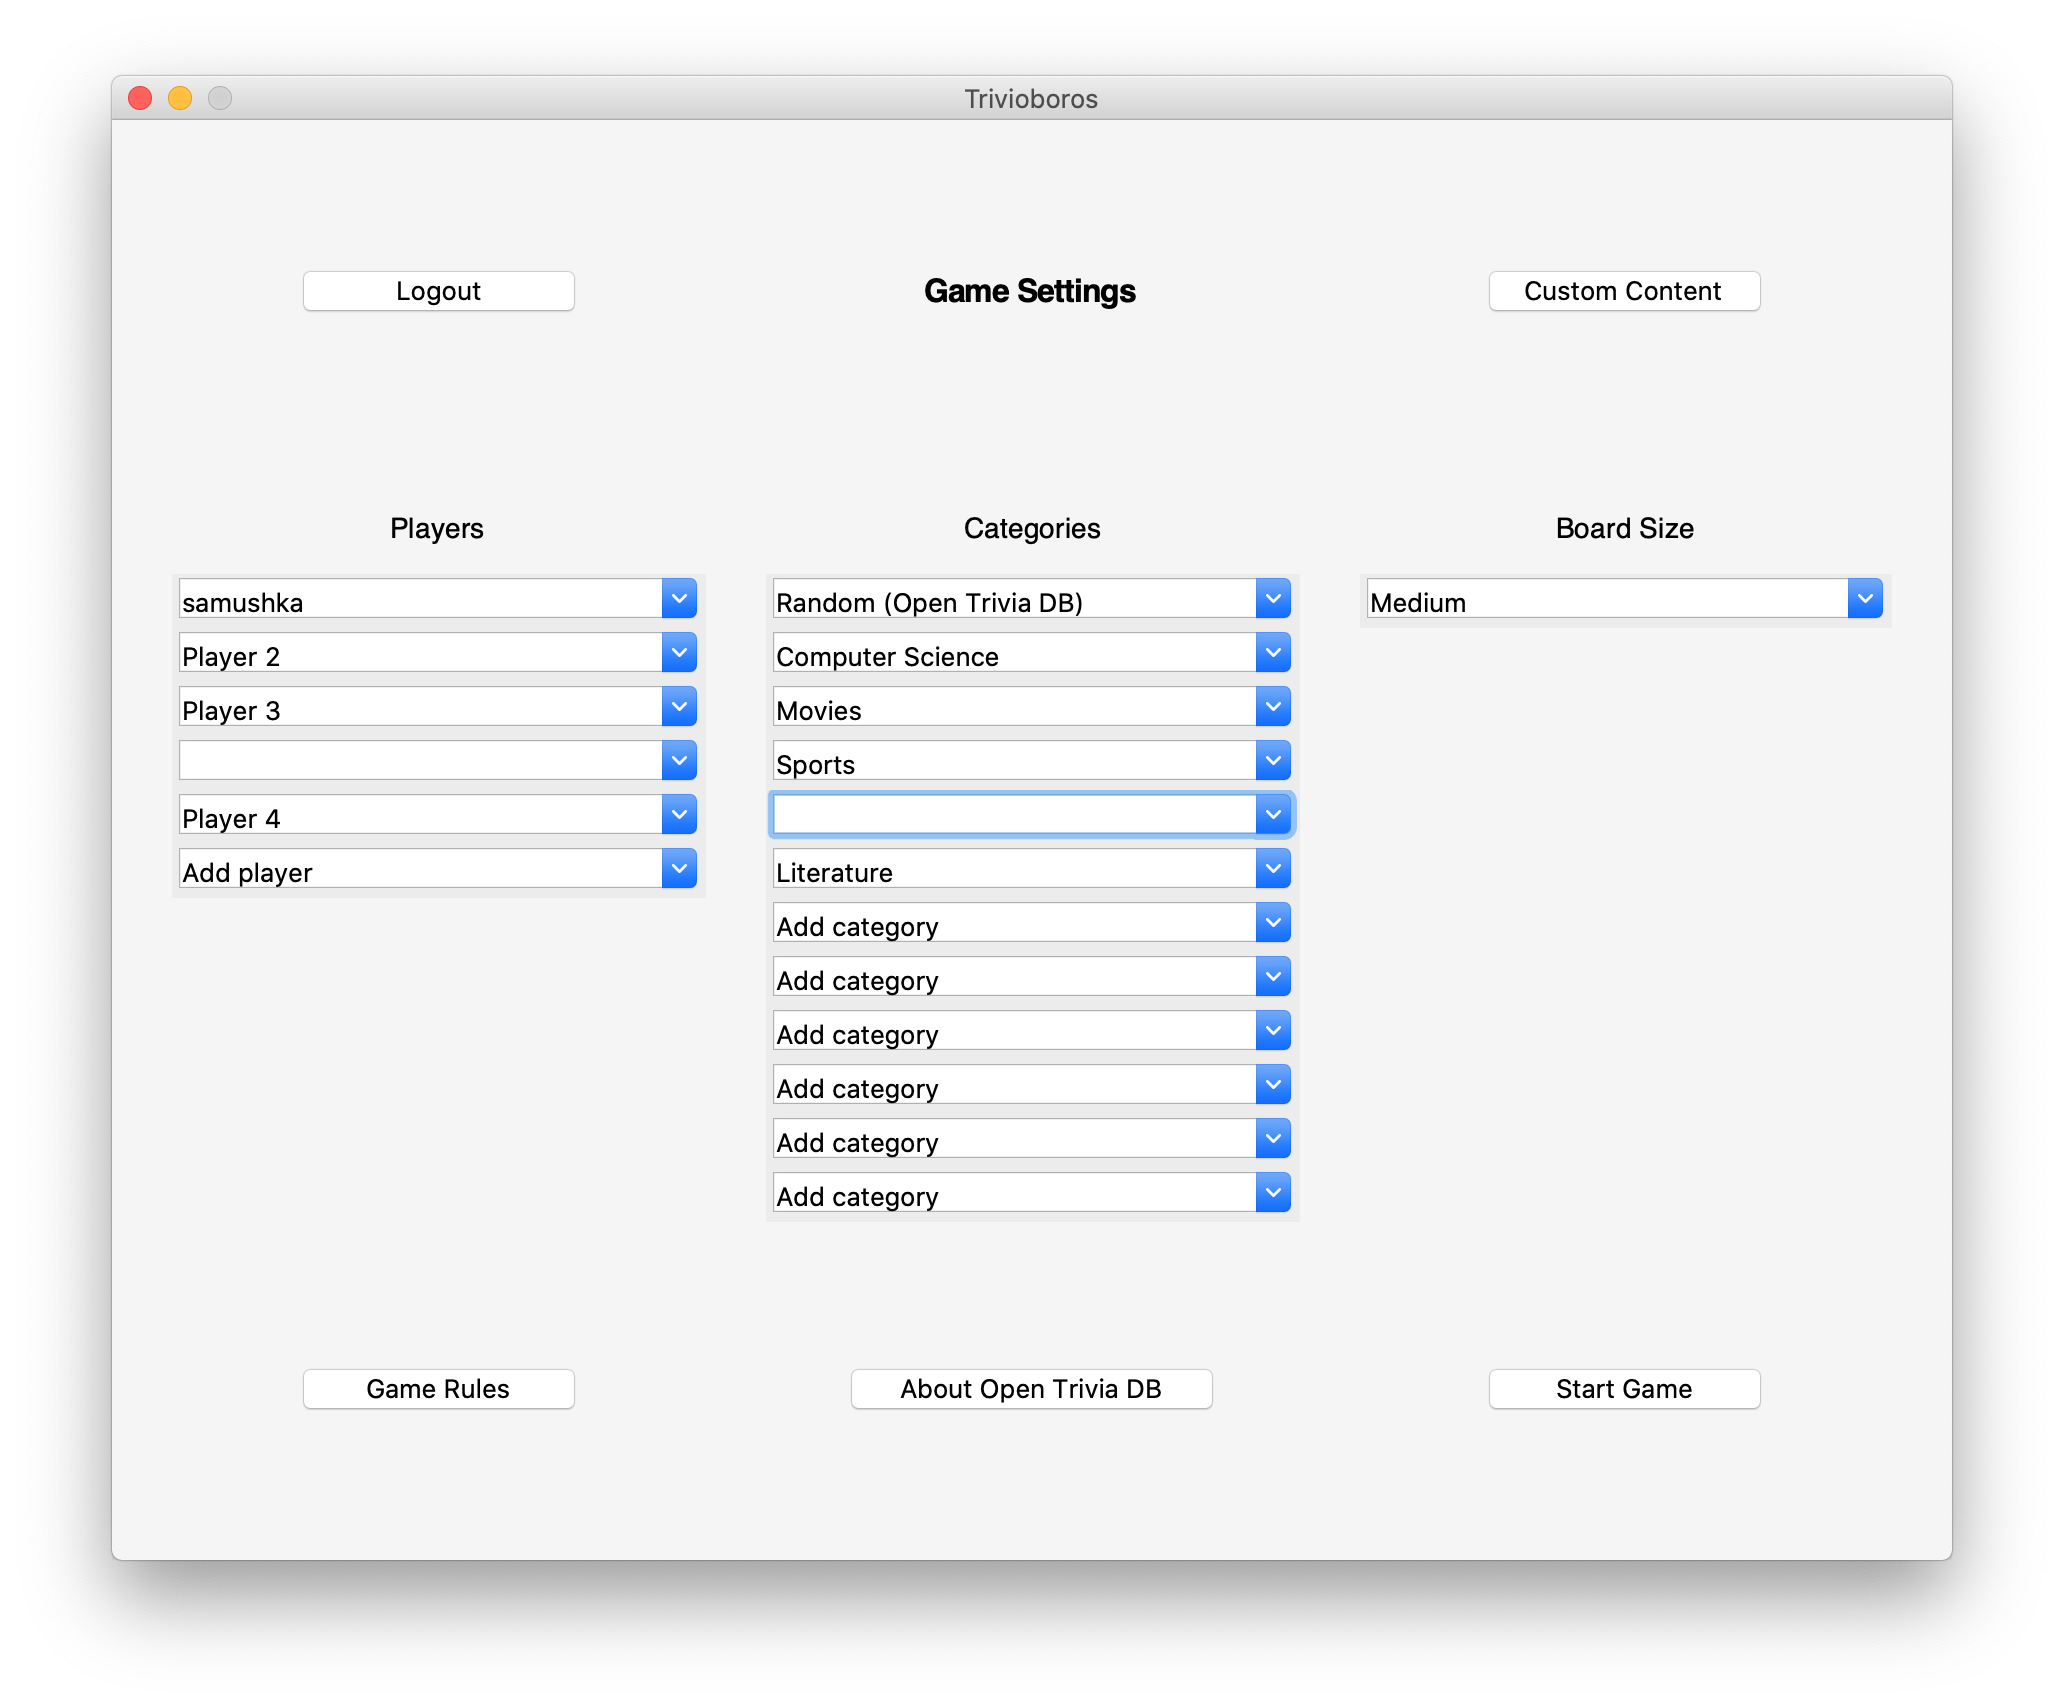 Trivioboros
Logout
Game Settings
Custom Content
Players
Categories
Board Size
samushka
Random (Open Trivia DB)
Medium
Player 2
Computer Science
Player 3
Movies
Sports
Player 4
Add player
Literature
Add category
Add category
Add category
Add category
Add category
Add category
Game Rules
About Open Trivia DB
Start Game